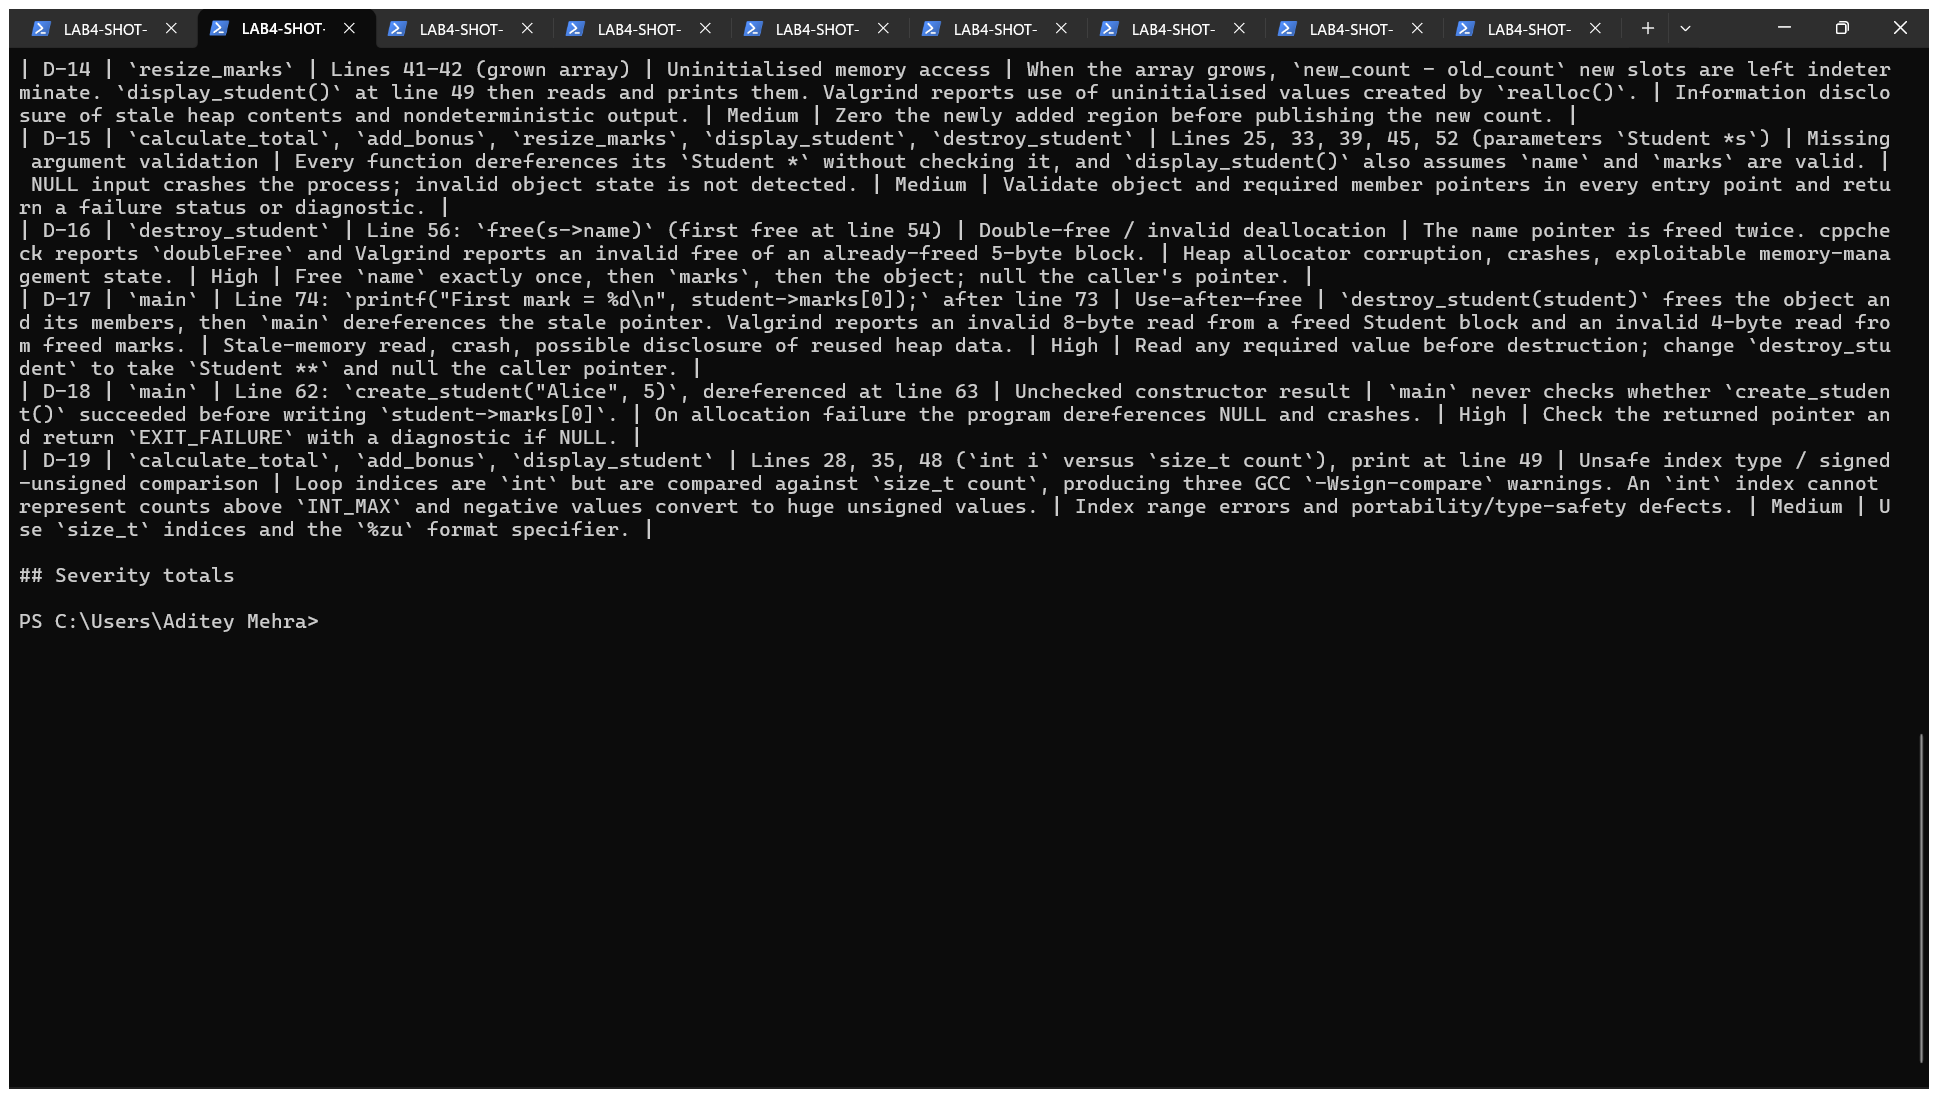 LAB4-SHOT- LAB4-SHOT- LAB4-SHOT- LAB4-SHOT- LAB4-SHOT- LAB4-SHOT- LAB4-SHOT- LAB4-SHOT- LAB4-SHOT-
| D-14 | `resize_marks` | Lines 41-42 (grown array) | Uninitialised memory access | When the array grows, `new_count - old_count` new slots are left indeter
minate. `display_student()` at line 49 then reads and prints them. Valgrind reports use of uninitialised values created by `realloc()`. | Information disclo
sure of stale heap contents and nondeterministic output. | Medium | Zero the newly added region before publishing the new count. |
| D-15 | `calculate_total`, `add_bonus`, `resize_marks`, `display_student`, `destroy_student` | Lines 25, 33, 39, 45, 52 (parameters `Student *s`) | Missing
 argument validation | Every function dereferences its `Student *` without checking it, and `display_student()` also assumes `name` and `marks` are valid. |
 NULL input crashes the process; invalid object state is not detected. | Medium | Validate object and required member pointers in every entry point and retu
rn a failure status or diagnostic. |
| D-16 | `destroy_student` | Line 56: `free(s->name)` (first free at line 54) | Double-free / invalid deallocation | The name pointer is freed twice. cppche
ck reports `doubleFree` and Valgrind reports an invalid free of an already-freed 5-byte block. | Heap allocator corruption, crashes, exploitable memory-mana
gement state. | High | Free `name` exactly once, then `marks`, then the object; null the caller's pointer. |
| D-17 | `main` | Line 74: `printf("First mark = %d\n", student->marks[0]);` after line 73 | Use-after-free | `destroy_student(student)` frees the object an
d its members, then `main` dereferences the stale pointer. Valgrind reports an invalid 8-byte read from a freed Student block and an invalid 4-byte read fro
m freed marks. | Stale-memory read, crash, possible disclosure of reused heap data. | High | Read any required value before destruction; change `destroy_stu
dent` to take `Student **` and null the caller pointer. |
| D-18 | `main` | Line 62: `create_student("Alice", 5)`, dereferenced at line 63 | Unchecked constructor result | `main` never checks whether `create_studen
t()` succeeded before writing `student->marks[0]`. | On allocation failure the program dereferences NULL and crashes. | High | Check the returned pointer an
d return `EXIT_FAILURE` with a diagnostic if NULL. |
| D-19 | `calculate_total`, `add_bonus`, `display_student` | Lines 28, 35, 48 (`int i` versus `size_t count`), print at line 49 | Unsafe index type / signed
-unsigned comparison | Loop indices are `int` but are compared against `size_t count`, producing three GCC `-Wsign-compare` warnings. An `int` index cannot
represent counts above `INT_MAX` and negative values convert to huge unsigned values. | Index range errors and portability/type-safety defects. | Medium | U
se `size_t` indices and the `%zu` format specifier. |
## Severity totals
PS C:\Users\Aditey Mehra>